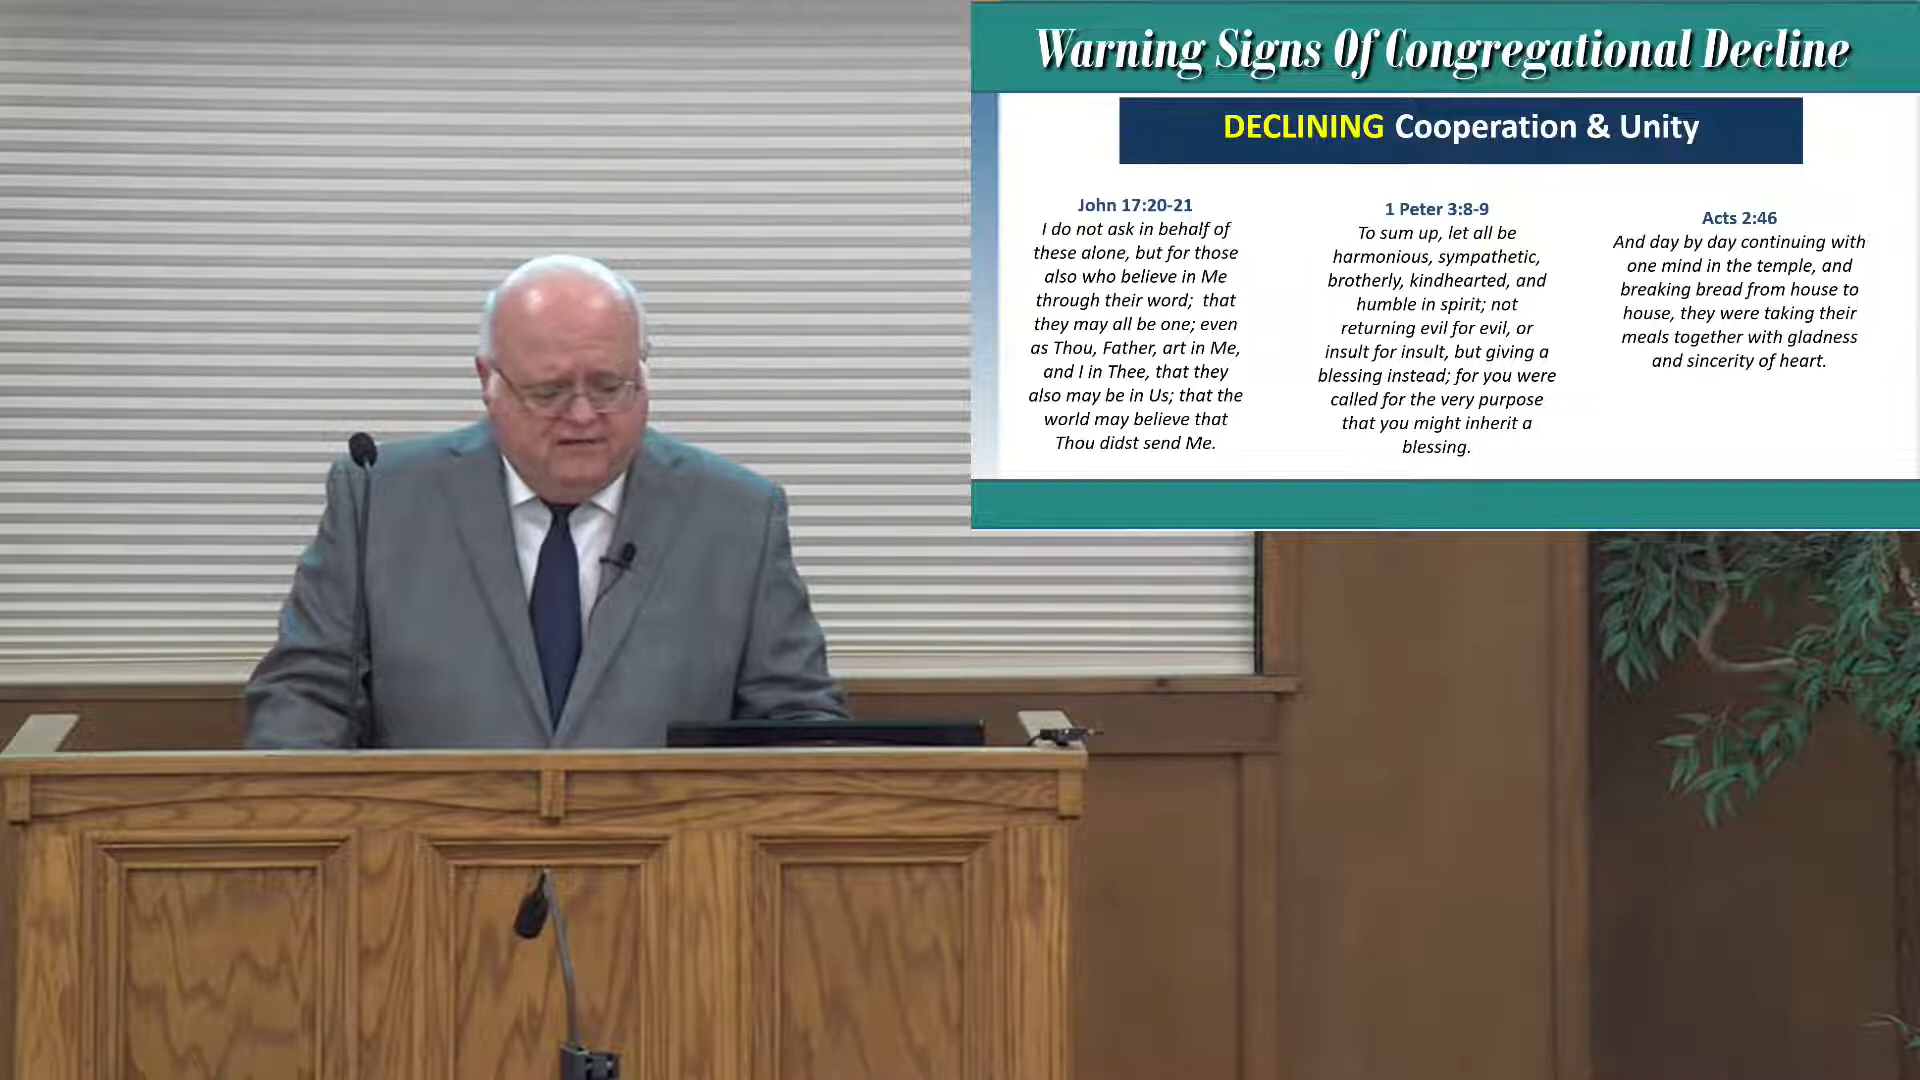 Warning Signs Of Congregational Decline
DECLINING Cooperation & Unity
John 17:20-21
I do not ask in behalf of
these alone, but for those
also who believe in Me
through their word; that
they may all be one; even
as Thou, Father, art in Me,
and I in Thee, that they
also may be in Us; that the
world may believe that
Thou didst send Me.
1 Peter 3:8-9
To sum up, let all be
harmonious, sympathetic,
brotherly, kindhearted, and
humble in spirit; not
returning evil for evil, or
insult for insult, but giving a
blessing instead; for you were
called for the very purpose
that you might inherit a
blessing.
Acts 2:46
And day by day continuing with
one mind in the temple, and
breaking bread from house to
house, they were taking their
meals together with gladness
and sincerity of heart.